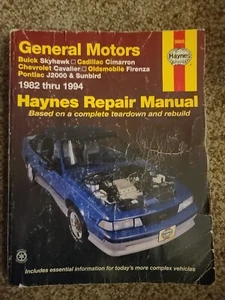 General Motors
Haynes
Buick Skyhawk □ Cadillac Cimarron
Chevrolet Cavalier □ Oldsmobile Firenza
Pontiac J2000 & Sunbird
1982 thru 1994
Haynes Repair Manual
Based on a complete teardown and rebuild
Includes essential information for today's more complex vehicles